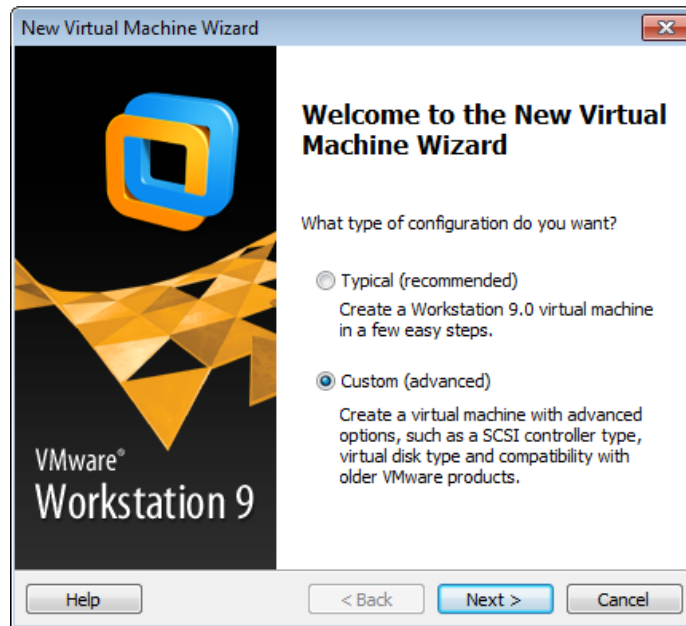 New Virtual Machine Wizard
Welcome to the New Virtual
Machine Wizard
What type of configuration do you want?
Typical (recommended)
Create a Workstation 9.0 virtual machine
in a few easy steps.
Custom (advanced)
Create a virtual machine with advanced
options, such as a SCSI controller type,
virtual disk type and compatibility with
older VMware products.
VMware®
Workstation 9
Help
< Back
Next >
Cancel